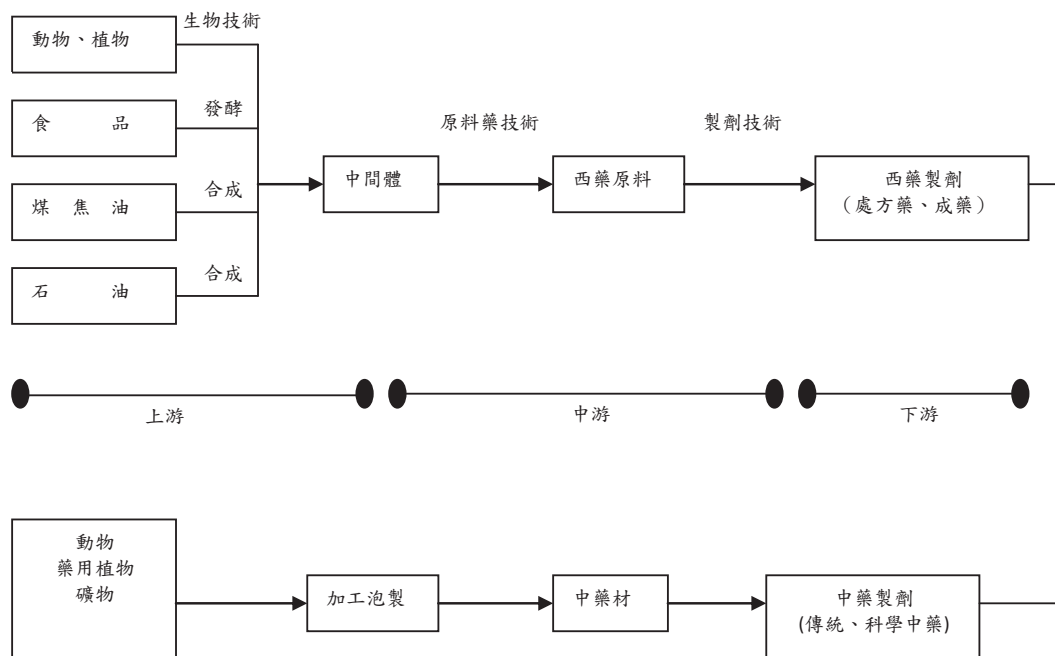 生物技術
動物、植物
發酵
食 品
原料藥技術
製劑技術
合成
煤 焦 油
中間體
西藥原料
西藥製劑
（處方藥、成藥）
合成
石 油
上游
中游
下游
動物
藥用植物
礦物
加工泡製
中藥材
中藥製劑
(傳統、科學中藥)